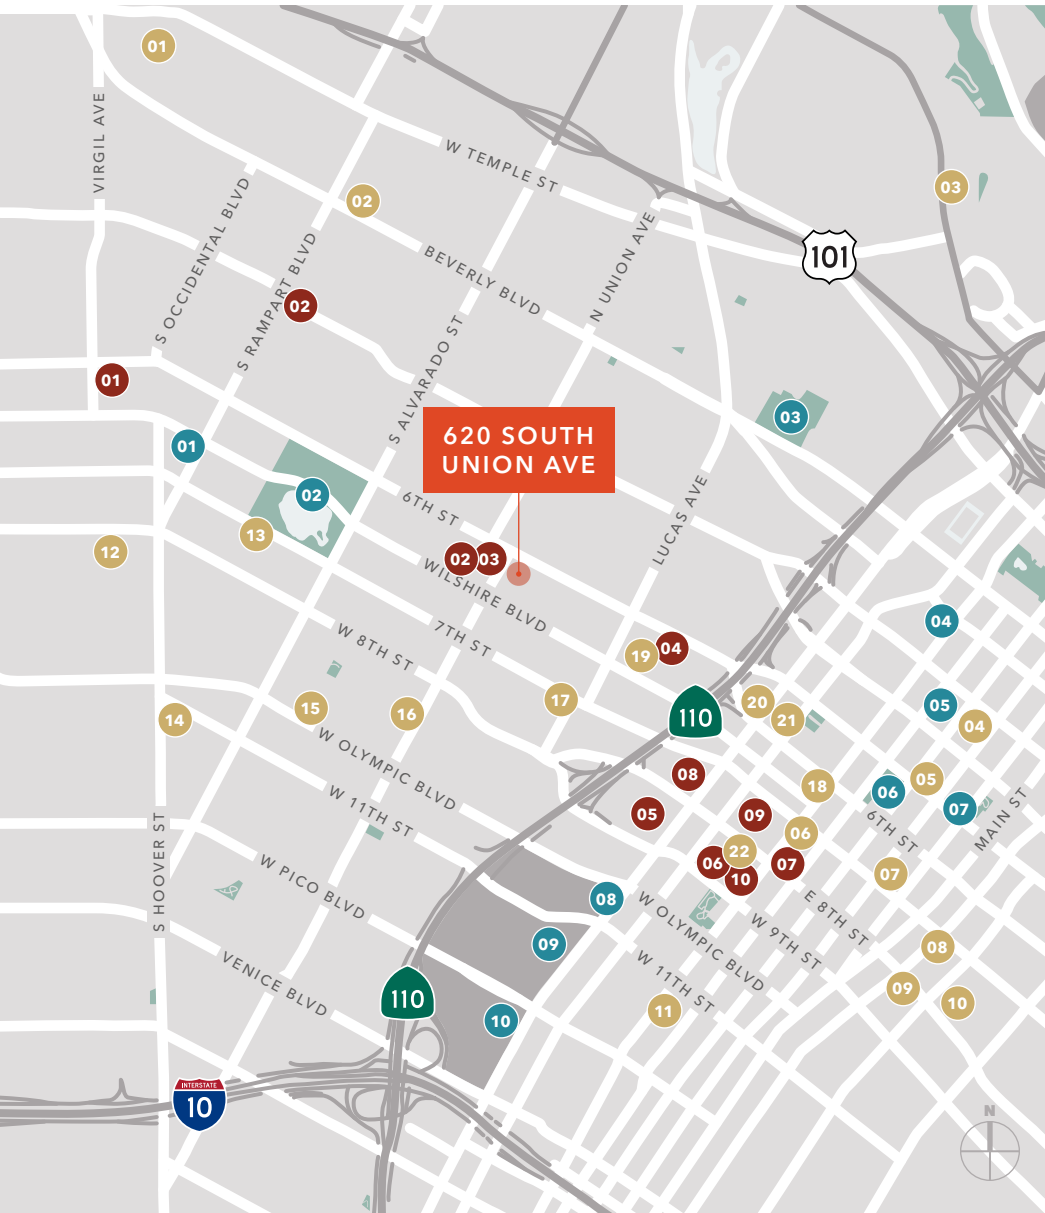 01
VIRGIL AVE
W TEMPLE ST
03
02
S OCCIDENTAL BLVD
S RAMPART BLVD
BEVERLY BLVD
N UNION AVE
101
02
S ALVARADO ST
01
620 SOUTH
UNION AVE
03
01
02
6TH ST
LUCAS AVE
13
12
02
03
WILSHIRE BLVD
7TH ST
W 8TH ST
04
19
04
14
15
16
17
110
20
21
05
04
W OLYMPIC BLVD
W 11TH ST
08
18
06
05
07
MAIN ST
05
09
06
6TH ST
S HOOVER ST
06
22
10
07
07
W PICO BLVD
08
W OLYMPIC BLVD
E 8TH ST
W 9TH ST
09
08
VENICE BLVD
110
W 11TH ST
09
10
10
11
INTERSTATE
10
N